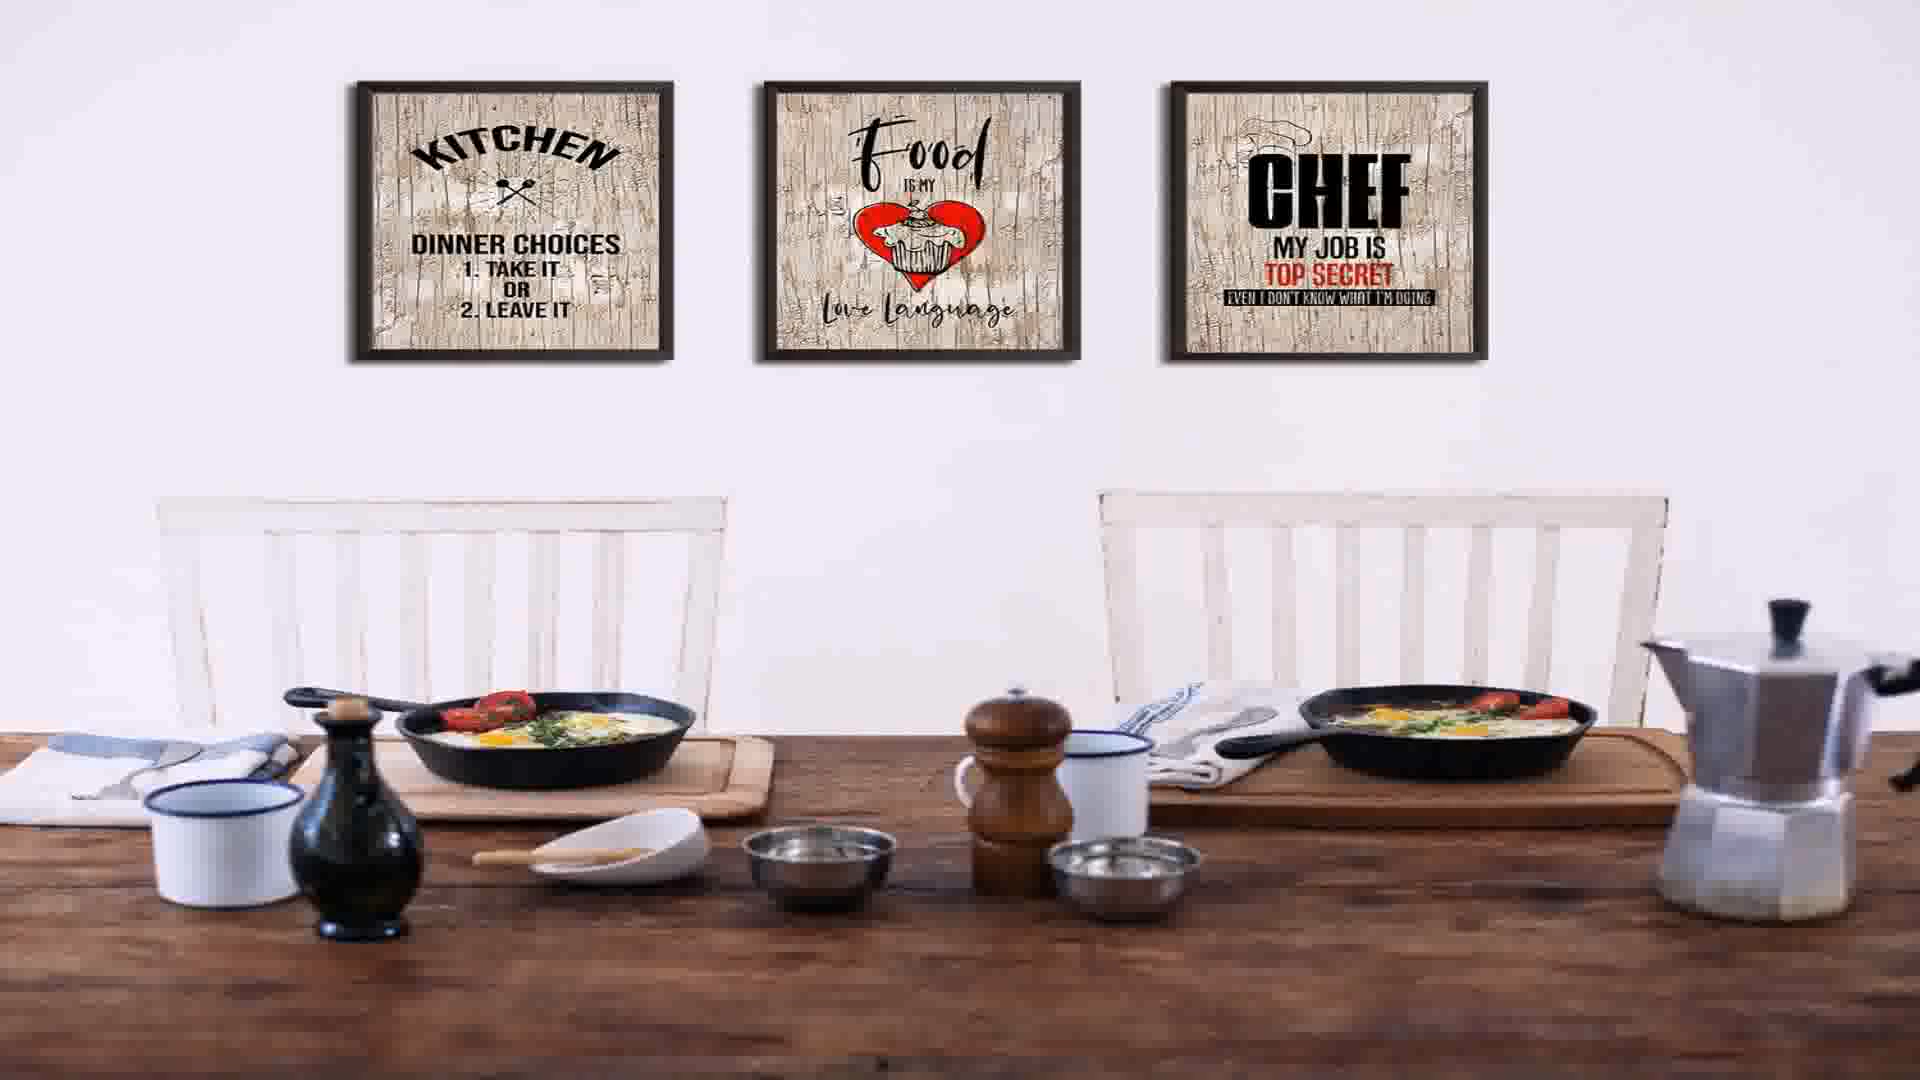 KITCHEN
DINNER CHOICES
1. TAKE IT
OR
2. LEAVE IT
Food
IS MY
Love Language
CHEF
MY JOB IS
TOP SECRET
EVEN I DON'T KNOW WHAT I'M DOING